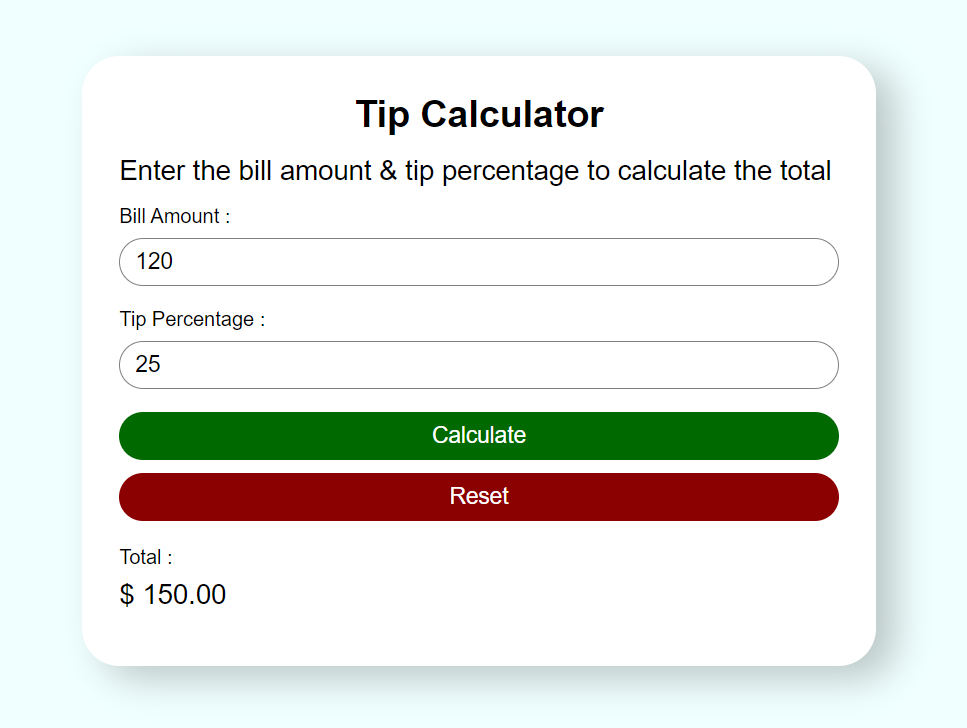 Tip Calculator
Enter the bill amount & tip percentage to calculate the total
Bill Amount :
120
Tip Percentage :
25
Calculate
Reset
Total :
$ 150.00